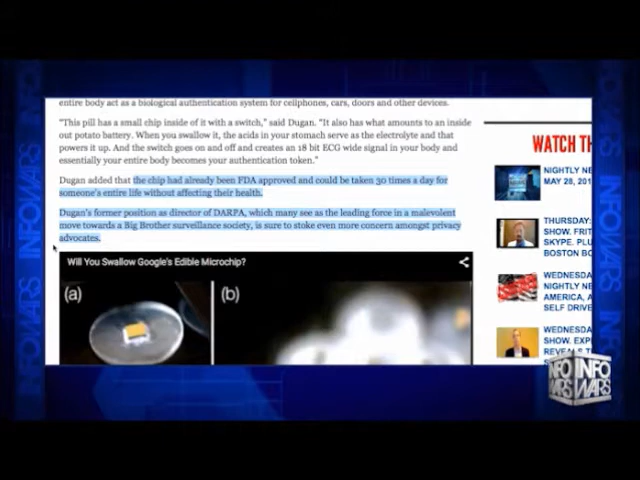 entire body act as a biological authentication system for cellphones, cars, doors and other devices.
"This pill has a small chip inside of it with a switch," said Dugan. "It also has what amounts to an inside
out potato battery. When you swallow it, the acids in your stomach serve as the electrolyte and that
powers it up. And the switch goes on and off and creates an 18 bit ECG wide signal in your body and
essentially your entire body becomes your authentication token."
Dugan added that the chip had already been FDA approved and could be taken 30 times a day for
someone's entire life without affecting their health.
Dugan's former position as director of DARPA, which many see as the leading force in a malevolent
move towards a Big Brother surveillance society, is sure to stoke even more concern amongst privacy
advocates.
Will You Swallow Google's Edible Microchip?
(a)
(b)
WATCH TH
NIGHTLY NE
MAY 28, 201
THURSDAY:
SHOW. FRIT
SKYPE. PLU
BOSTON BO
WEDNESDA
NIGHTLY NE
AMERICA, A
SELF DRIVE
WEDNESDA
SHOW. EXP
REVEALS T
INFOWARS
INFOWARS
INFO
WARS
INFO
WARS